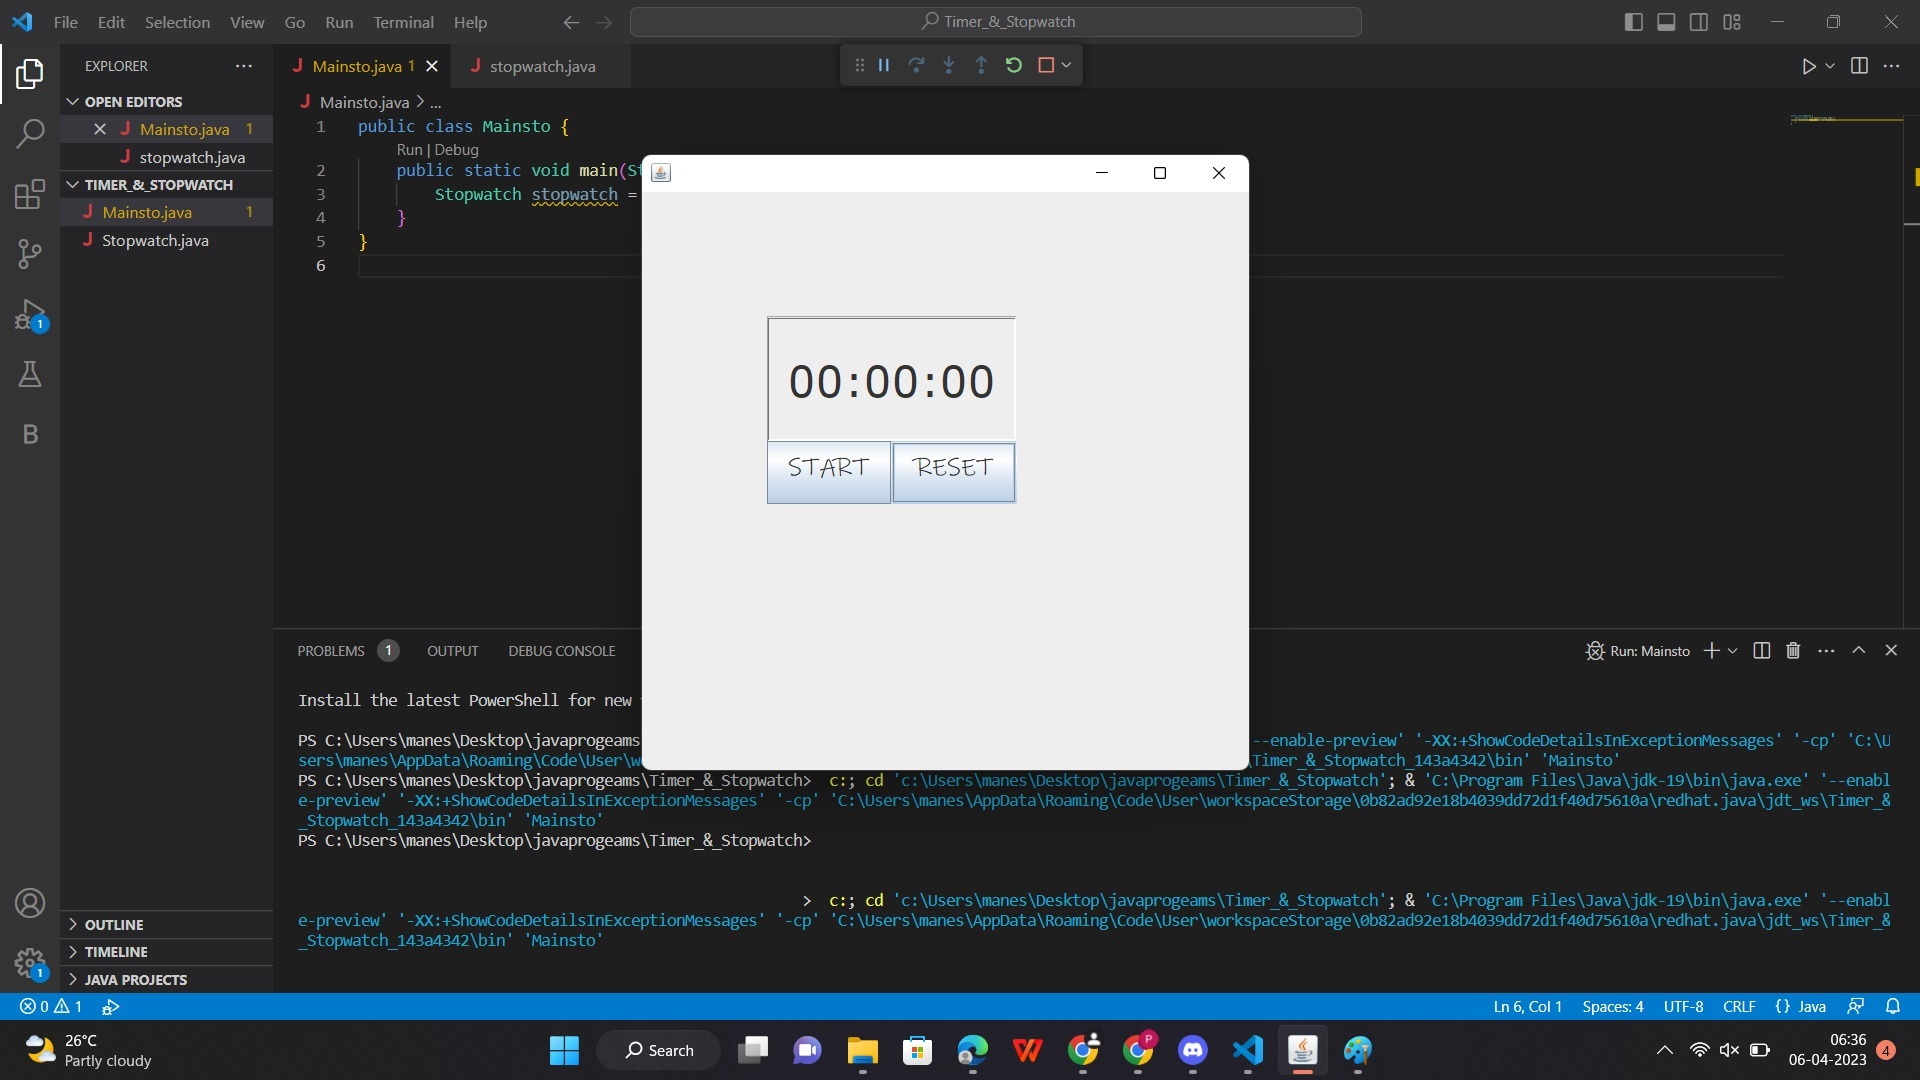 File Edit Selection View Go Run Terminal Help
Timer_&_Stopwatch
EXPLORER
OPEN EDITORS
Mainsto.java 1
stopwatch.java
TIMER_&_STOPWATCH
Mainsto.java 1
Stopwatch.java
OUTLINE
TIMELINE
JAVA PROJECTS
Mainsto.java 1
stopwatch.java
Mainsto.java > ...
1 public class Mainsto {
Run | Debug
2 public static void main(St
3 Stopwatch stopwatch =
4 }
5 }
6
00:00:00
START RESET
PROBLEMS 1 OUTPUT DEBUG CONSOLE
Run: Mainsto
Install the latest PowerShell for new
PS C:\Users\manes\Desktop\javaprogeams --enable-preview' '-XX:+ShowCodeDetailsInExceptionMessages' '-cp' 'C:\U
sers\manes\AppData\Roaming\Code\User\w Timer_&_Stopwatch_143a4342\bin' 'Mainsto'
PS C:\Users\manes\Desktop\javaprogeams\Timer_&_Stopwatch> c:; cd 'c:\Users\manes\Desktop\javaprogeams\Timer_&_Stopwatch'; & 'C:\Program Files\Java\jdk-19\bin\java.exe' '--enabl
e-preview' '-XX:+ShowCodeDetailsInExceptionMessages' '-cp' 'C:\Users\manes\AppData\Roaming\Code\User\workspaceStorage\0b82ad92e18b4039dd72d1f40d75610a\redhat.java\jdt_ws\Timer_&
_Stopwatch_143a4342\bin' 'Mainsto'
PS C:\Users\manes\Desktop\javaprogeams\Timer_&_Stopwatch>
> c:; cd 'c:\Users\manes\Desktop\javaprogeams\Timer_&_Stopwatch'; & 'C:\Program Files\Java\jdk-19\bin\java.exe' '--enabl
e-preview' '-XX:+ShowCodeDetailsInExceptionMessages' '-cp' 'C:\Users\manes\AppData\Roaming\Code\User\workspaceStorage\0b82ad92e18b4039dd72d1f40d75610a\redhat.java\jdt_ws\Timer_&
_Stopwatch_143a4342\bin' 'Mainsto'
0 1
Ln 6, Col 1 Spaces: 4 UTF-8 CRLF {} Java
26°C
Partly cloudy
Search
06:36
06-04-2023
4